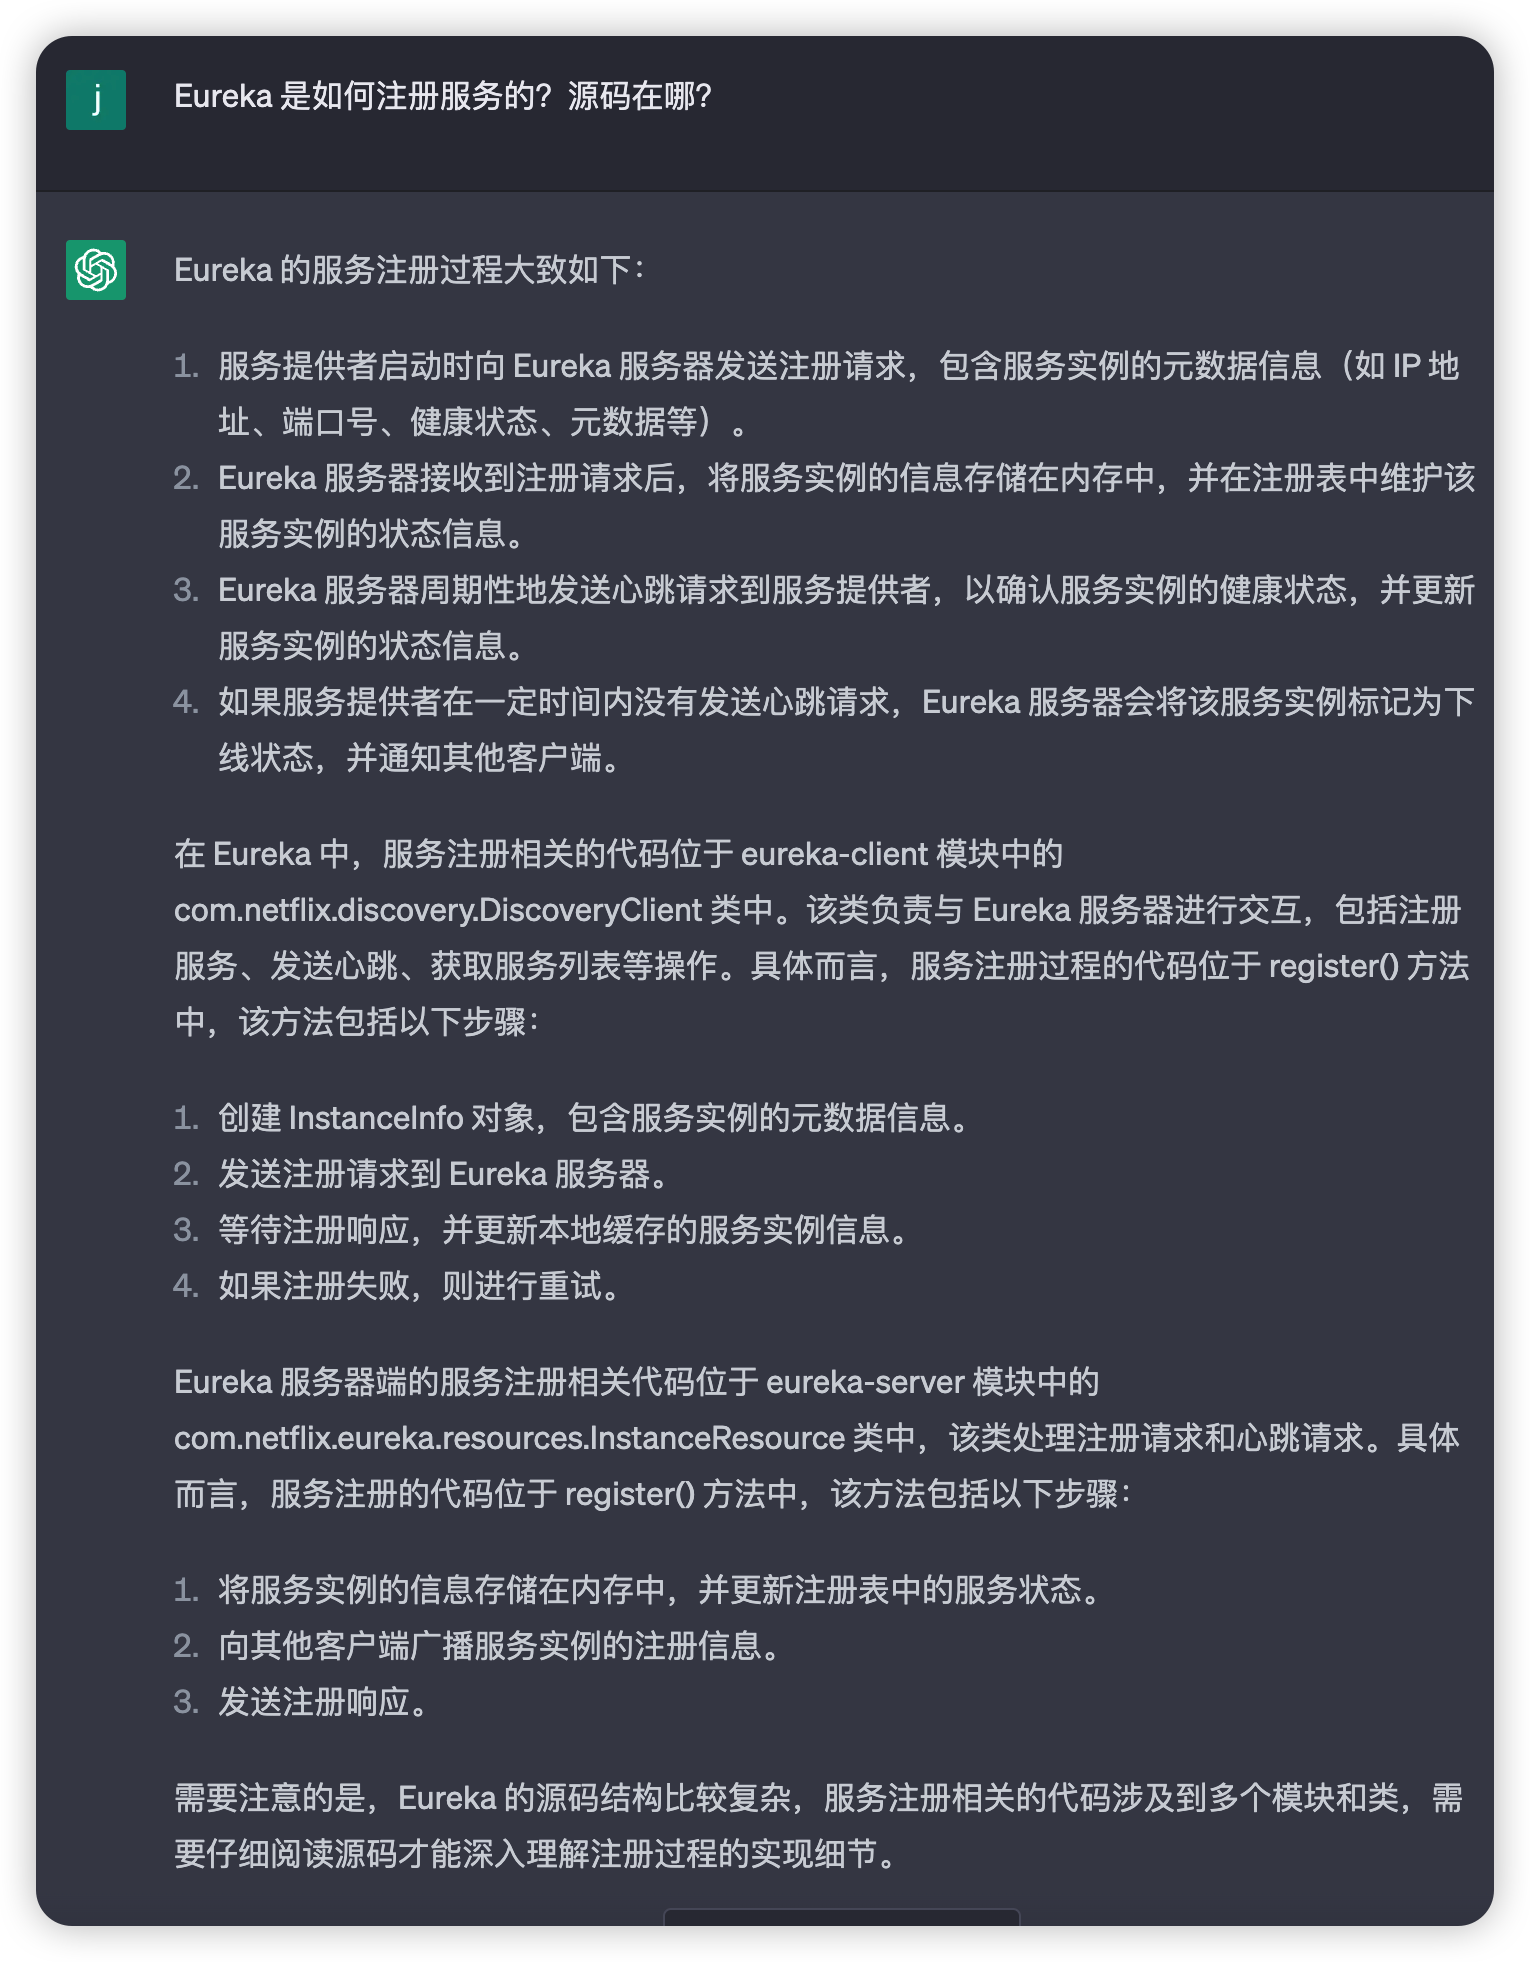 j
Eureka 是如何注册服务的？源码在哪？
Eureka 的服务注册过程大致如下：
1. 服务提供者启动时向 Eureka 服务器发送注册请求，包含服务实例的元数据信息（如 IP 地
址、端口号、健康状态、元数据等）。
2. Eureka 服务器接收到注册请求后，将服务实例的信息存储在内存中，并在注册表中维护该
服务实例的状态信息。
3. Eureka 服务器周期性地发送心跳请求到服务提供者，以确认服务实例的健康状态，并更新
服务实例的状态信息。
4. 如果服务提供者在一定时间内没有发送心跳请求，Eureka 服务器会将该服务实例标记为下
线状态，并通知其他客户端。
在 Eureka 中，服务注册相关的代码位于 eureka-client 模块中的
com.netflix.discovery.DiscoveryClient 类中。该类负责与 Eureka 服务器进行交互，包括注册
服务、发送心跳、获取服务列表等操作。具体而言，服务注册过程的代码位于 register() 方法
中，该方法包括以下步骤：
1. 创建 InstanceInfo 对象，包含服务实例的元数据信息。
2. 发送注册请求到 Eureka 服务器。
3. 等待注册响应，并更新本地缓存的服务实例信息。
4. 如果注册失败，则进行重试。
Eureka 服务器端的服务注册相关代码位于 eureka-server 模块中的
com.netflix.eureka.resources.InstanceResource 类中，该类处理注册请求和心跳请求。具体
而言，服务注册的代码位于 register() 方法中，该方法包括以下步骤：
1. 将服务实例的信息存储在内存中，并更新注册表中的服务状态。
2. 向其他客户端广播服务实例的注册信息。
3. 发送注册响应。
需要注意的是，Eureka 的源码结构比较复杂，服务注册相关的代码涉及到多个模块和类，需
要仔细阅读源码才能深入理解注册过程的实现细节。